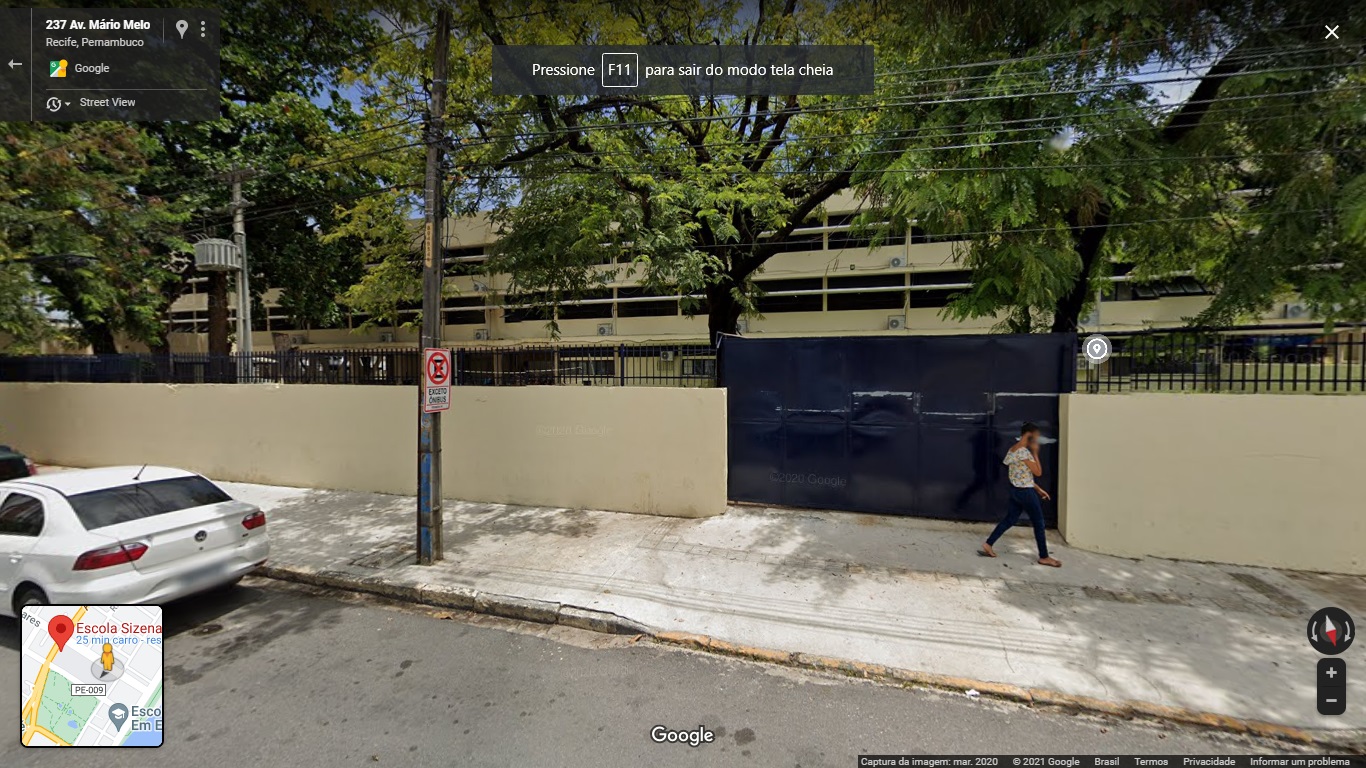 237 Av. Mário Melo
Recife, Pernambuco
Google
Street View
Pressione F11 para sair do modo tela cheia
EXCETO
ÔNIBUS
©2020 Google
©2020 Google
ares
Escola Sizena
25 min carro - res
PE-009
Esco
Em E
Google
Captura da imagem: mar. 2020 © 2021 Google Brasil Termos Privacidade Informar um problema